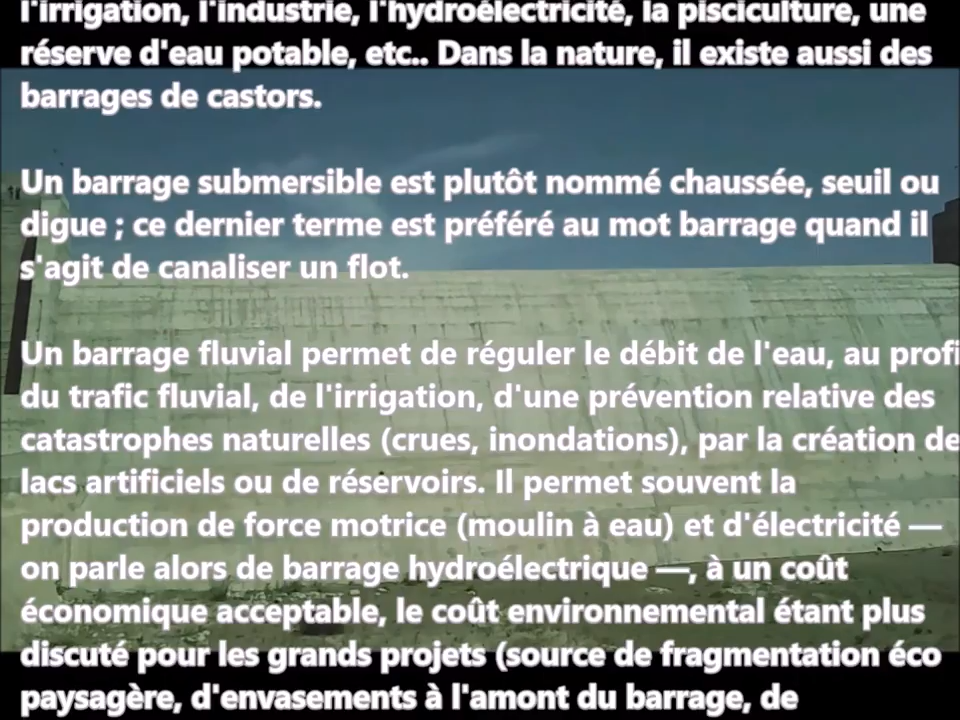 l'irrigation, l'industrie, l'hydroélectricité, la pisciculture, une
réserve d'eau potable, etc.. Dans la nature, il existe aussi des
barrages de castors.
Un barrage submersible est plutôt nommé chaussée, seuil ou
digue ; ce dernier terme est préféré au mot barrage quand il
s'agit de canaliser un flot.
Un barrage fluvial permet de réguler le débit de l'eau, au profi
du trafic fluvial, de l'irrigation, d'une prévention relative des
catastrophes naturelles (crues, inondations), par la création de
lacs artificiels ou de réservoirs. Il permet souvent la
production de force motrice (moulin à eau) et d'électricité —
on parle alors de barrage hydroélectrique —, à un coût
économique acceptable, le coût environnemental étant plus
discuté pour les grands projets (source de fragmentation éco
paysagère, d'envasements à l'amont du barrage, de